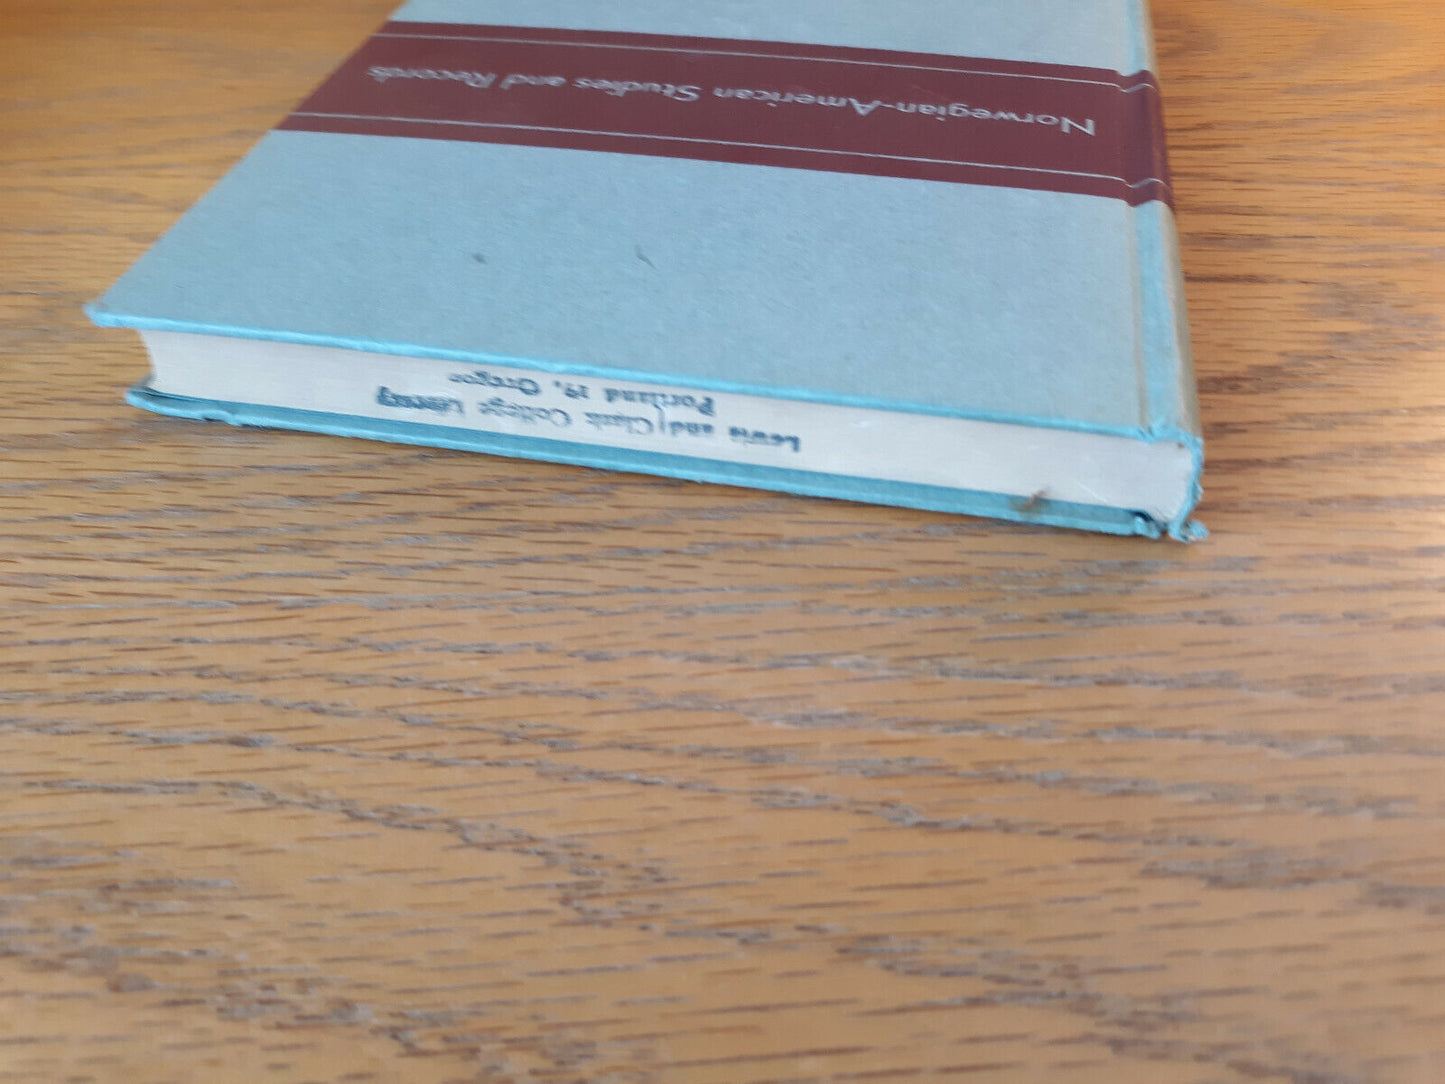 Norwegian-American Studies and Records
Lewis and Clark College Library
Portland 19, Oregon